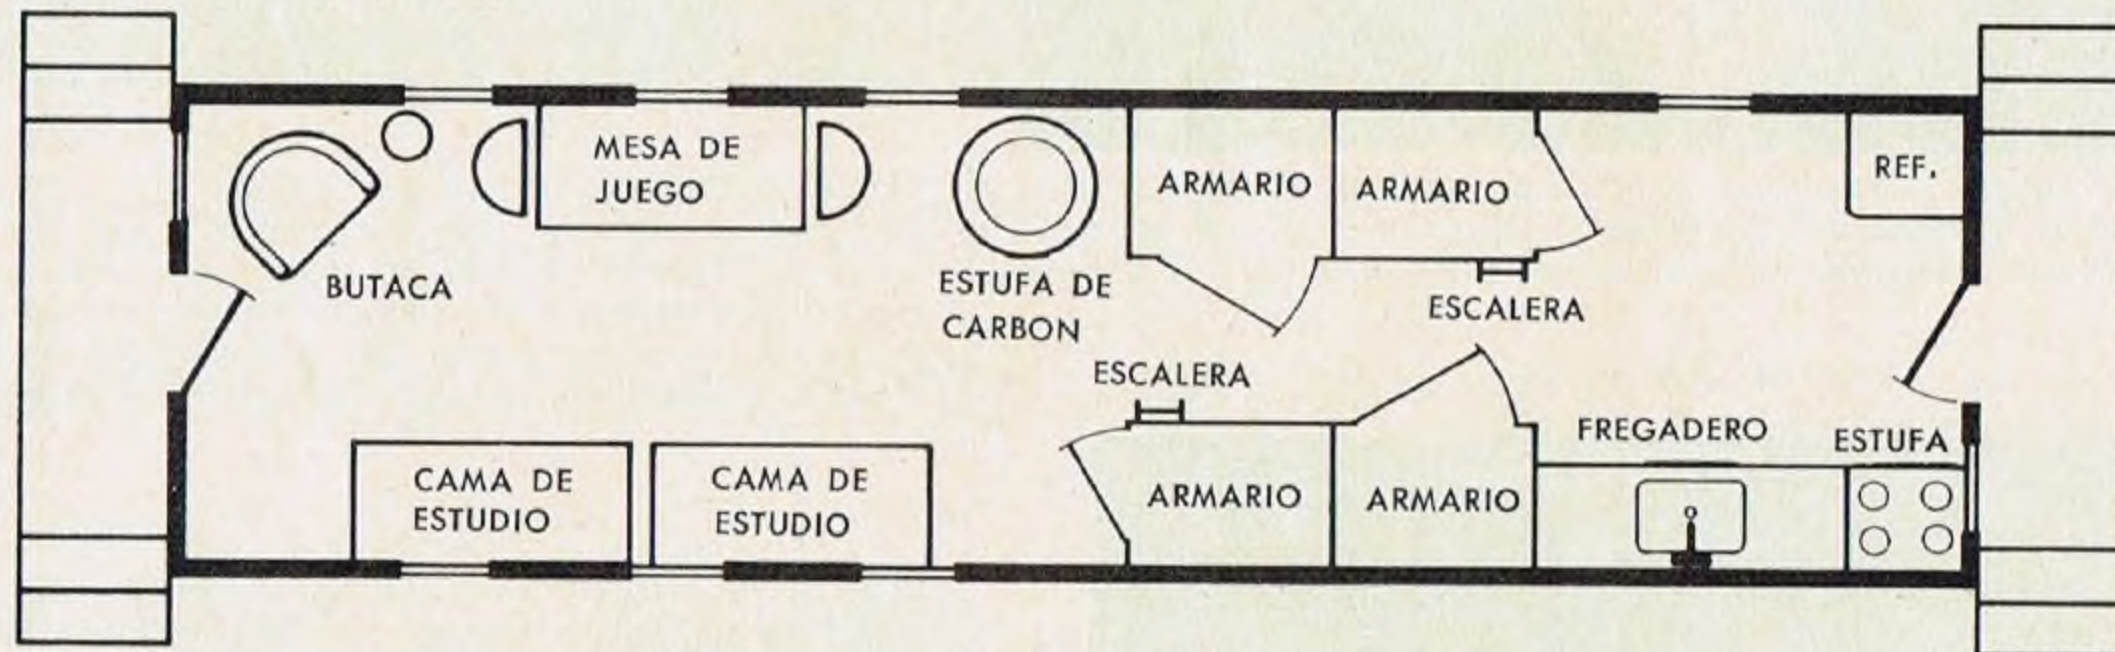 MESA DE
JUEGO
BUTACA
ESTUFA DE
CARBON
ARMARIO
ARMARIO
REF.
ESCALERA
ESCALERA
CAMA DE
ESTUDIO
CAMA DE
ESTUDIO
ARMARIO
ARMARIO
FREGADERO
ESTUFA